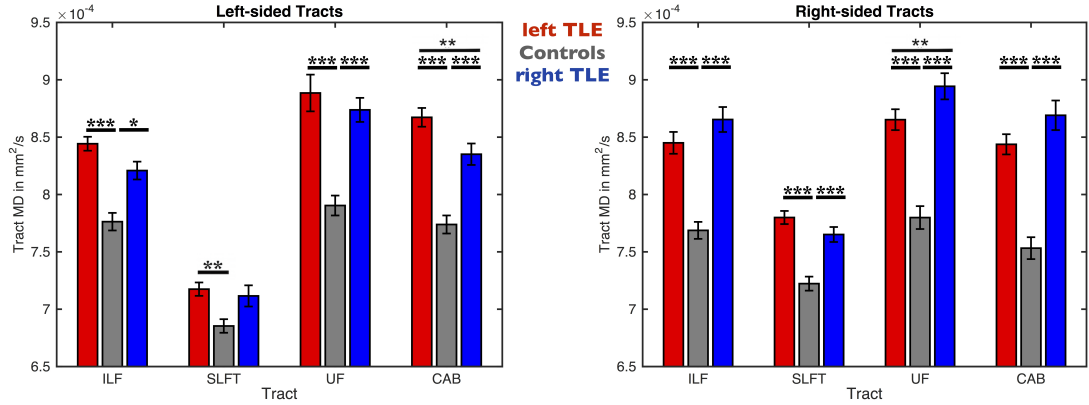 Left-sided Tracts
×10⁻⁴
9.5
9
8.5
8
7.5
7
6.5
Tract MD in mm²/s
*** *
**
*** ***
**
*** ***
ILF SLFT UF CAB
Tract
left TLE
Controls
right TLE
Right-sided Tracts
×10⁻⁴
9.5
9
8.5
8
7.5
7
6.5
Tract MD in mm²/s
*** ***
*** ***
**
*** ***
*** ***
ILF SLFT UF CAB
Tract